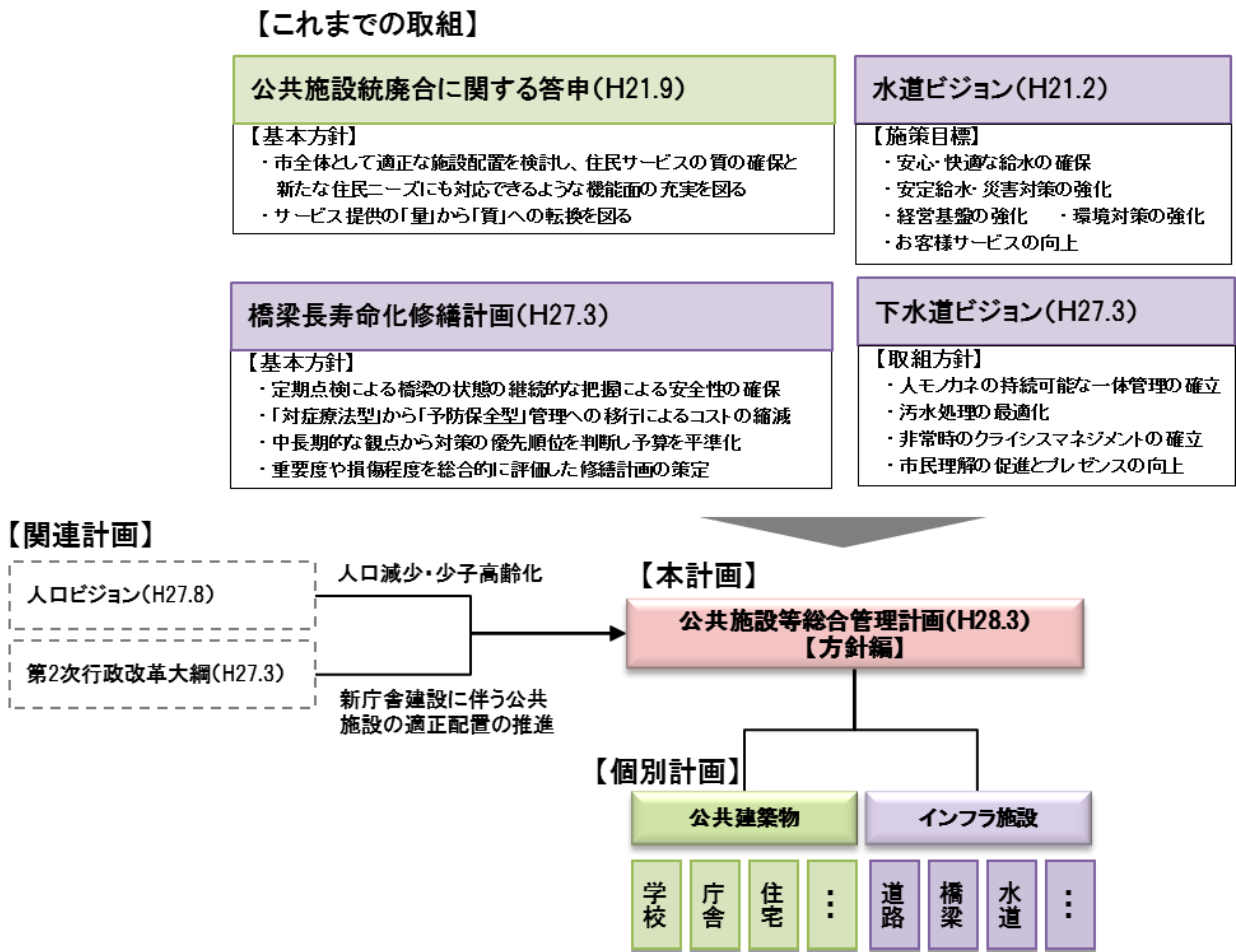 【これまでの取組】
公共施設統廃合に関する答申(H21.9)
【基本方針】
・市全体として適正な施設配置を検討し、住民サービスの質の確保と
新たな住民ニーズにも対応できるような機能面の充実を図る
・サービス提供の「量」から「質」への転換を図る
水道ビジョン(H21.2)
【施策目標】
・安心・快適な給水の確保
・安定給水・災害対策の強化
・経営基盤の強化 ・環境対策の強化
・お客様サービスの向上
橋梁長寿命化修繕計画(H27.3)
【基本方針】
・定期点検による橋梁の状態の継続的な把握による安全性の確保
・「対症療法型」から「予防保全型」管理への移行によるコストの縮減
・中長期的な観点から対策の優先順位を判断し予算を平準化
・重要度や損傷程度を総合的に評価した修繕計画の策定
下水道ビジョン(H27.3)
【取組方針】
・人モノカネの持続可能な一体管理の確立
・汚水処理の最適化
・非常時のクライシスマネジメントの確立
・市民理解の促進とプレゼンスの向上
【関連計画】
人口ビジョン(H27.8)
人口減少・少子高齢化
第2次行政改革大綱(H27.3)
新庁舎建設に伴う公共
施設の適正配置の推進
【本計画】
公共施設等総合管理計画(H28.3)
【方針編】
【個別計画】
公共建築物
インフラ施設
学校
庁舎
住宅
…
道路
橋梁
水道
…